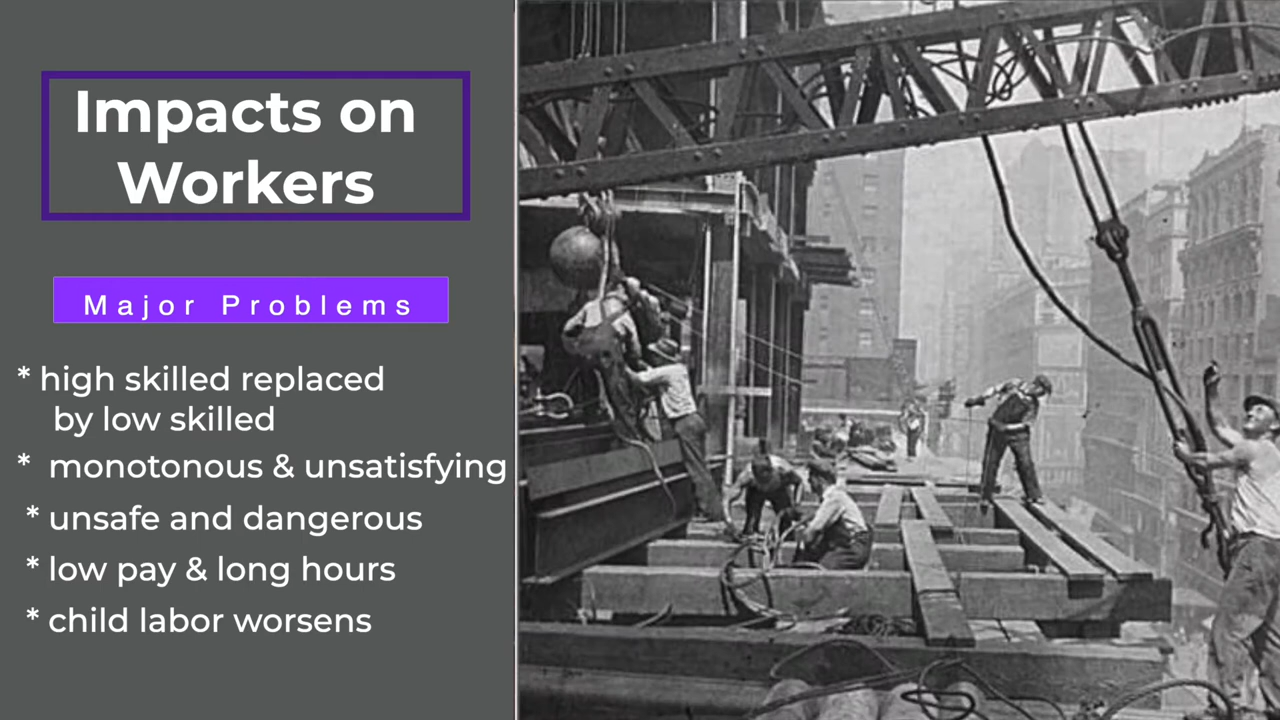 Impacts on
Workers
Major Problems
* high skilled replaced
by low skilled
* monotonous & unsatisfying
* unsafe and dangerous
* low pay & long hours
* child labor worsens